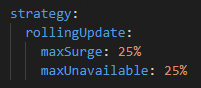 strategy:
  rollingUpdate:
    maxSurge: 25%
    maxUnavailable: 25%